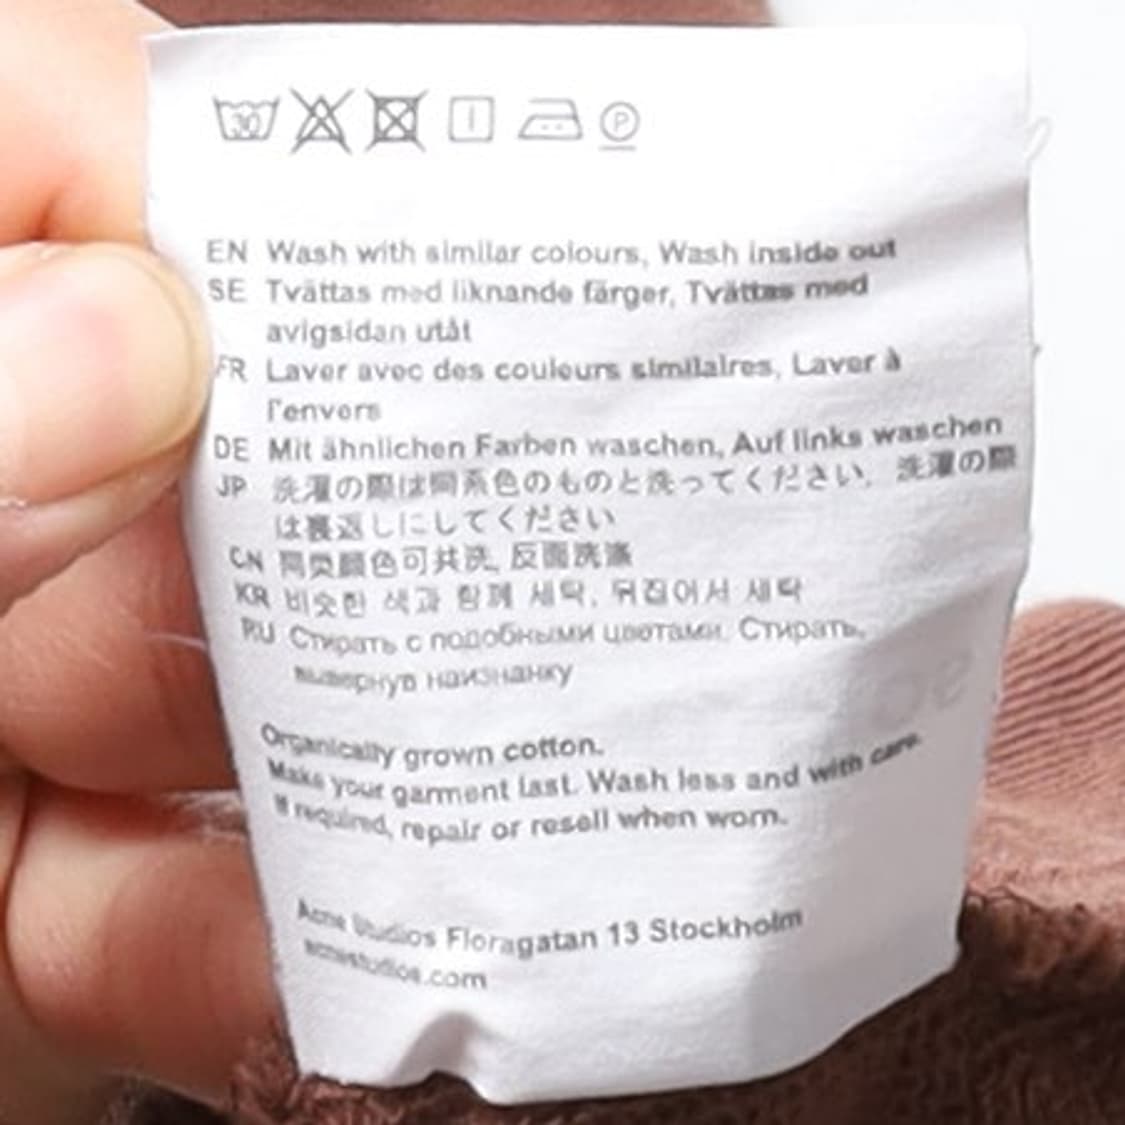 30
P
EN Wash with similar colours, Wash inside out
SE Tvättas med liknande färger, Tvättas med
avigsidan utåt
FR Laver avec des couleurs similaires, Laver à
l'envers
DE Mit ähnlichen Farben waschen, Auf links waschen
JP 洗濯の際は同系色のものと洗ってください。洗濯の際
は裏返しにしてください
CN 同类颜色可共洗, 反面洗涤
KR 비슷한 색과 함께 세탁, 뒤집어서 세탁
RU Стирать с подобными цветами, Стирать,
вывернув наизнанку
Organically grown cotton.
Make your garment last. Wash less and with care.
If required, repair or resell when worn.
Acne Studios Floragatan 13 Stockholm
acnestudios.com